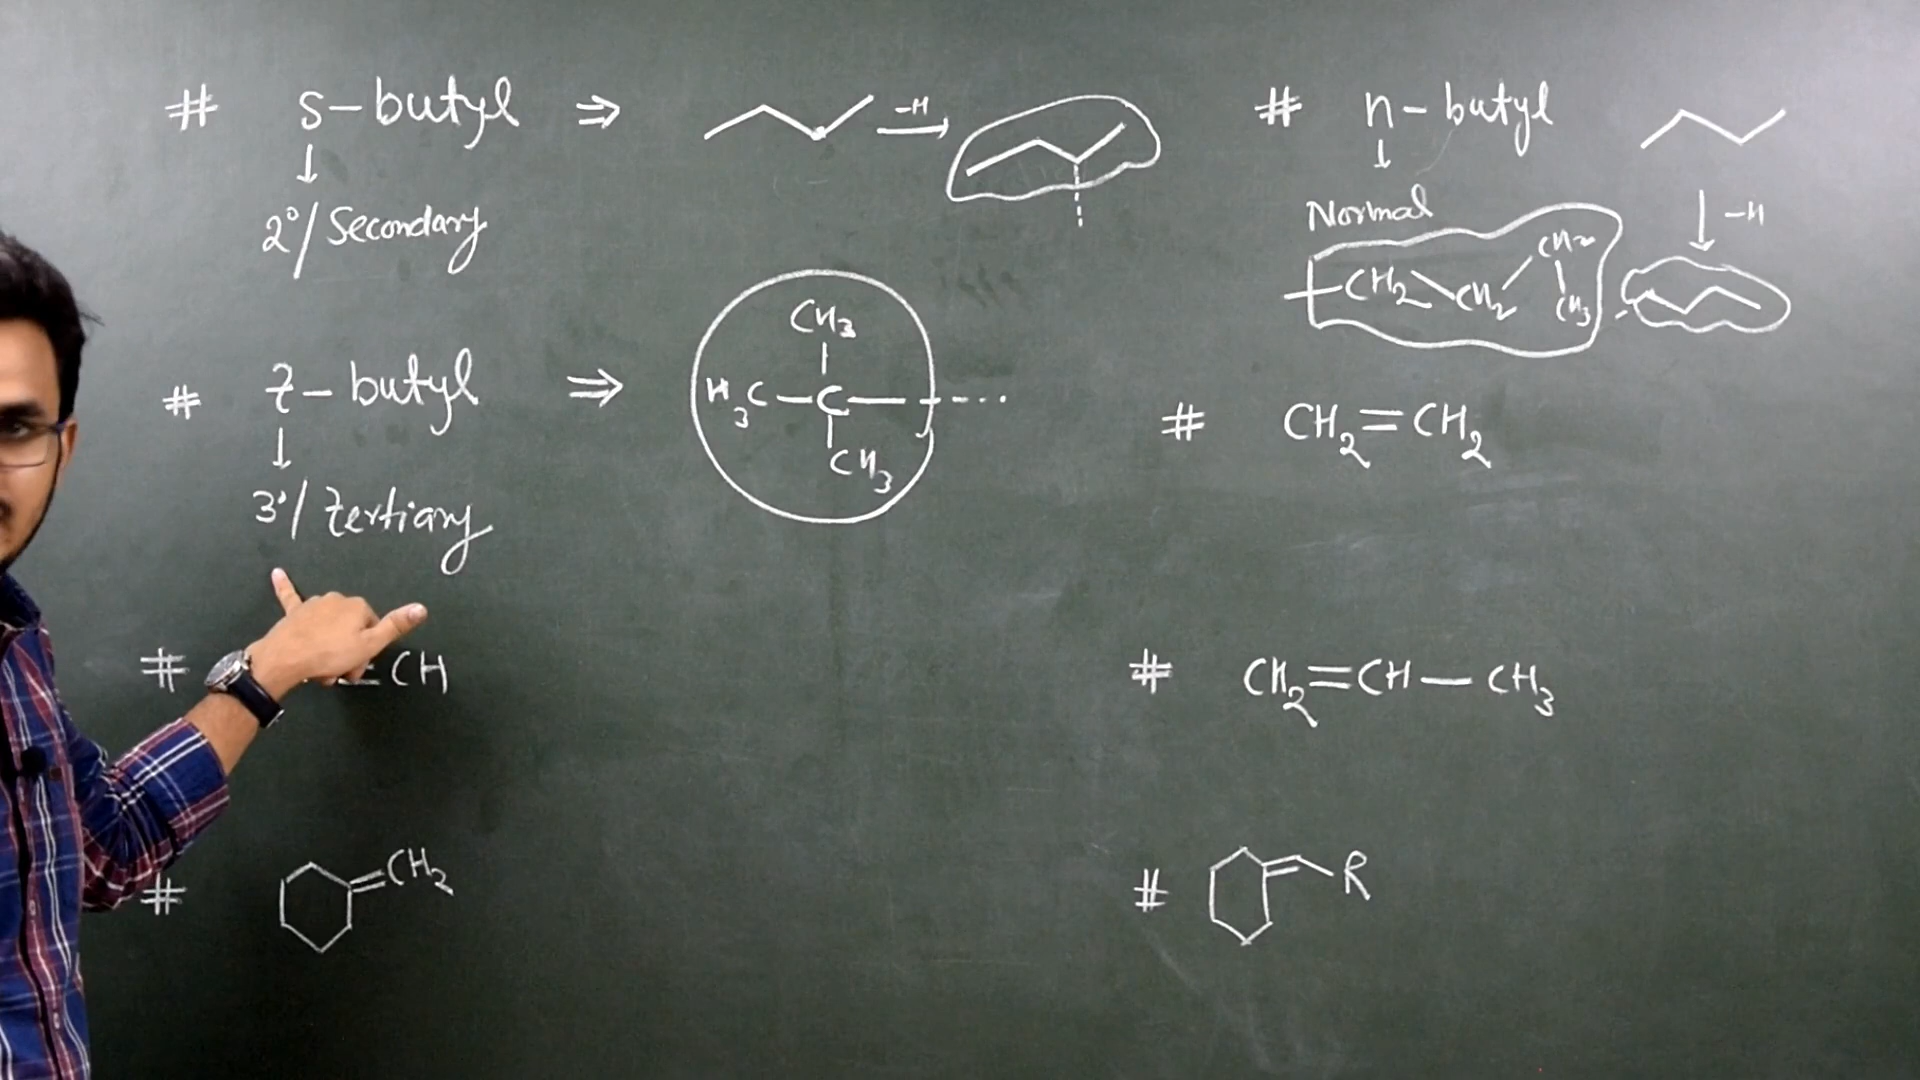 # s-butyl ⇒ -H
↓
2°/Secondary
# n-butyl
↓
Normal
-H
CH2 CH2 CH2 CH3
# t-butyl ⇒
↓
3°/tertiary
CH3
H3C-C-
CH3
# CH2=CH2
# ≡CH
# CH2=CH-CH3
# =CH2
# R